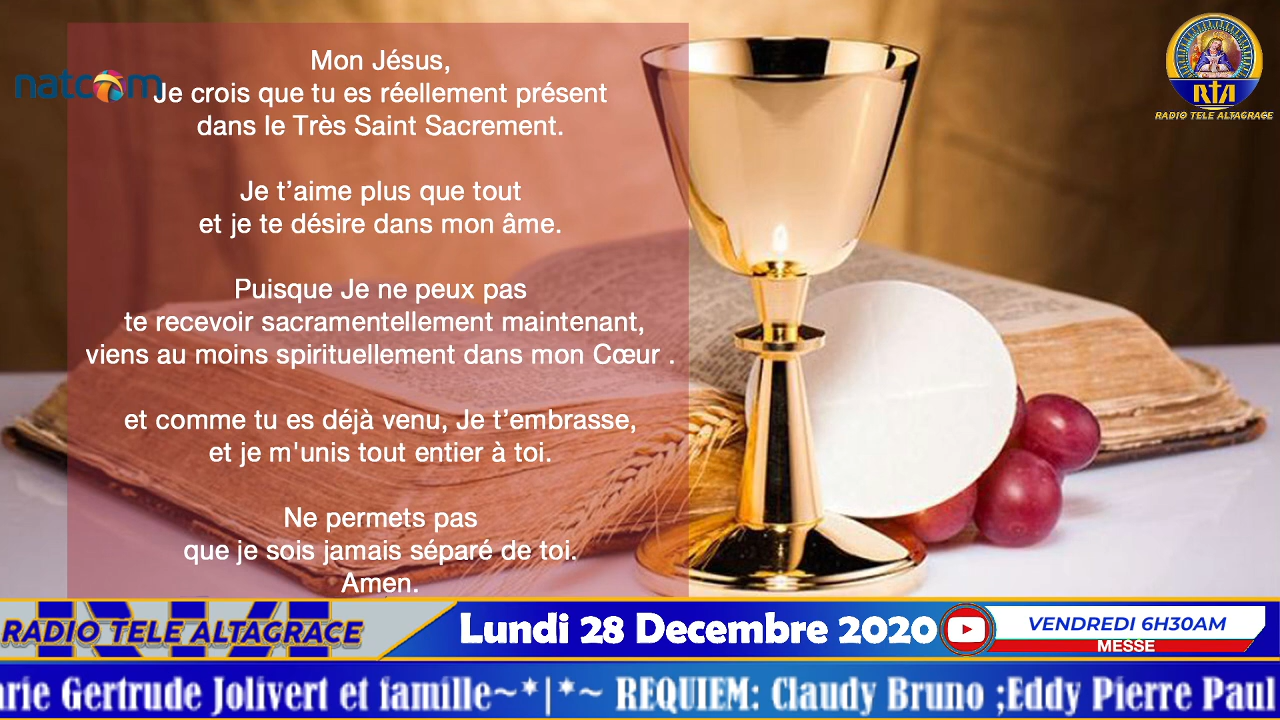 Mon Jésus,
natcom
Je crois que tu es réellement présent
dans le Très Saint Sacrement.
Je t’aime plus que tout
et je te désire dans mon âme.
Puisque Je ne peux pas
te recevoir sacramentellement maintenant,
viens au moins spirituellement dans mon Cœur .
et comme tu es déjà venu, Je t’embrasse,
et je m'unis tout entier à toi.
Ne permets pas
que je sois jamais séparé de toi.
Amen.
RTA
RADIO TELE ALTAGRACE
RTA
RADIO TELE ALTAGRACE
Lundi 28 Decembre 2020
VENDREDI 6H30AM
MESSE
Gertrude Jolivert et famille~*|*~ REQUIEM: Claudy Bruno ;Eddy Pierre Paul